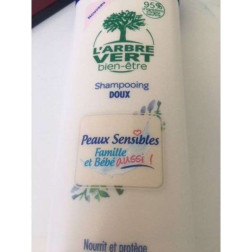 95%
L'ARBRE
VERT
bien-être
Shampooing
DOUX
Peaux Sensibles
Famille
et Bébé aussi !
Nourrit et protège